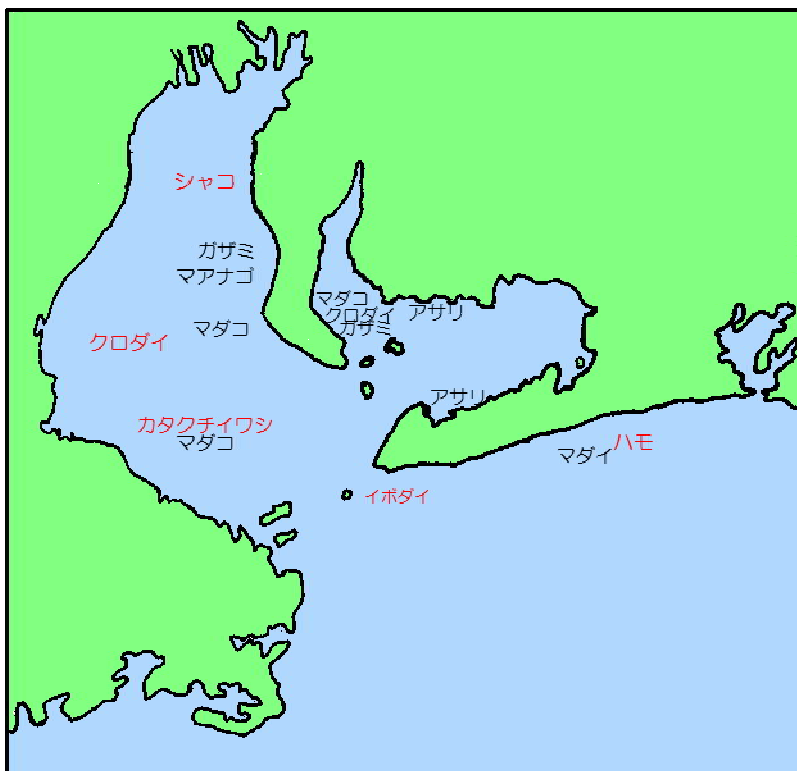 シャコ
ガザミ
マアナゴ
マダコ
クロダイ
アサリ
ガザミ
マダコ
クロダイ
アサリ
カタクチイワシ
マダコ
マダイ
ハモ
イボダイ